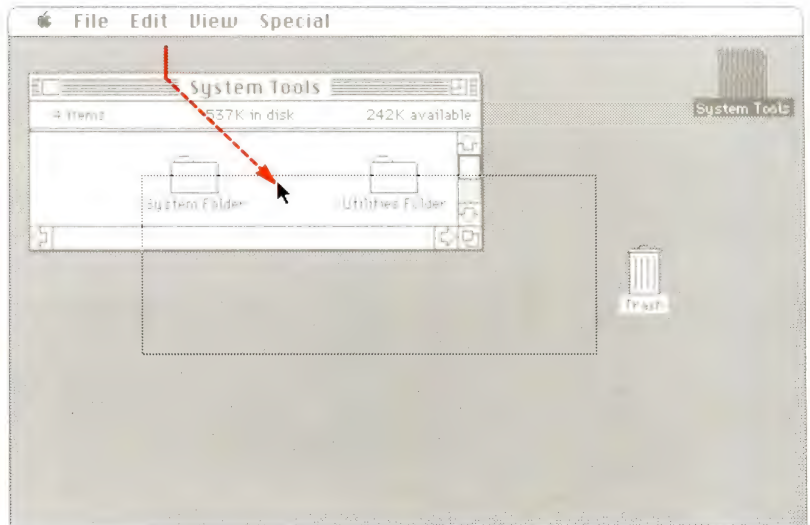 File Edit View Special
System Tools
4 items 537K in disk 242K available
System Folder Utilities Folder
System Tools
Trash